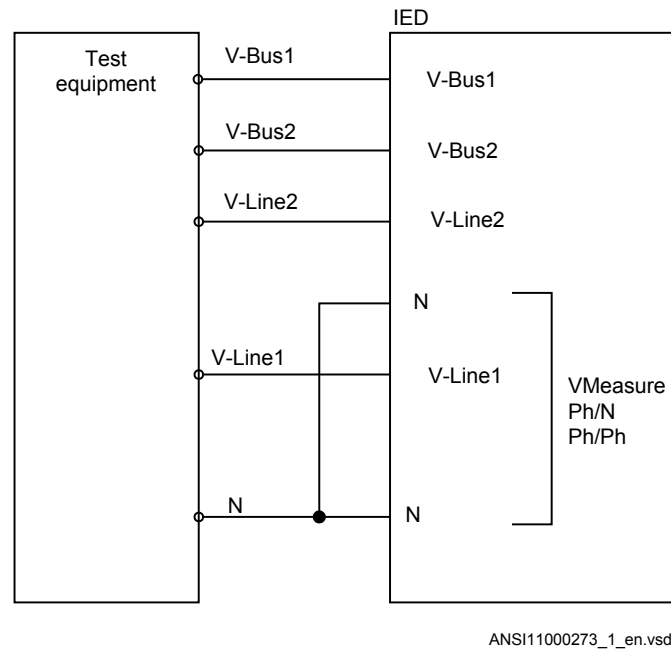 IED
Test
equipment
V-Bus1
V-Bus1
V-Bus2
V-Bus2
V-Line2
V-Line2
N
V-Line1
V-Line1
VMeasure
Ph/N
Ph/Ph
N
N
ANSI11000273_1_en.vsd